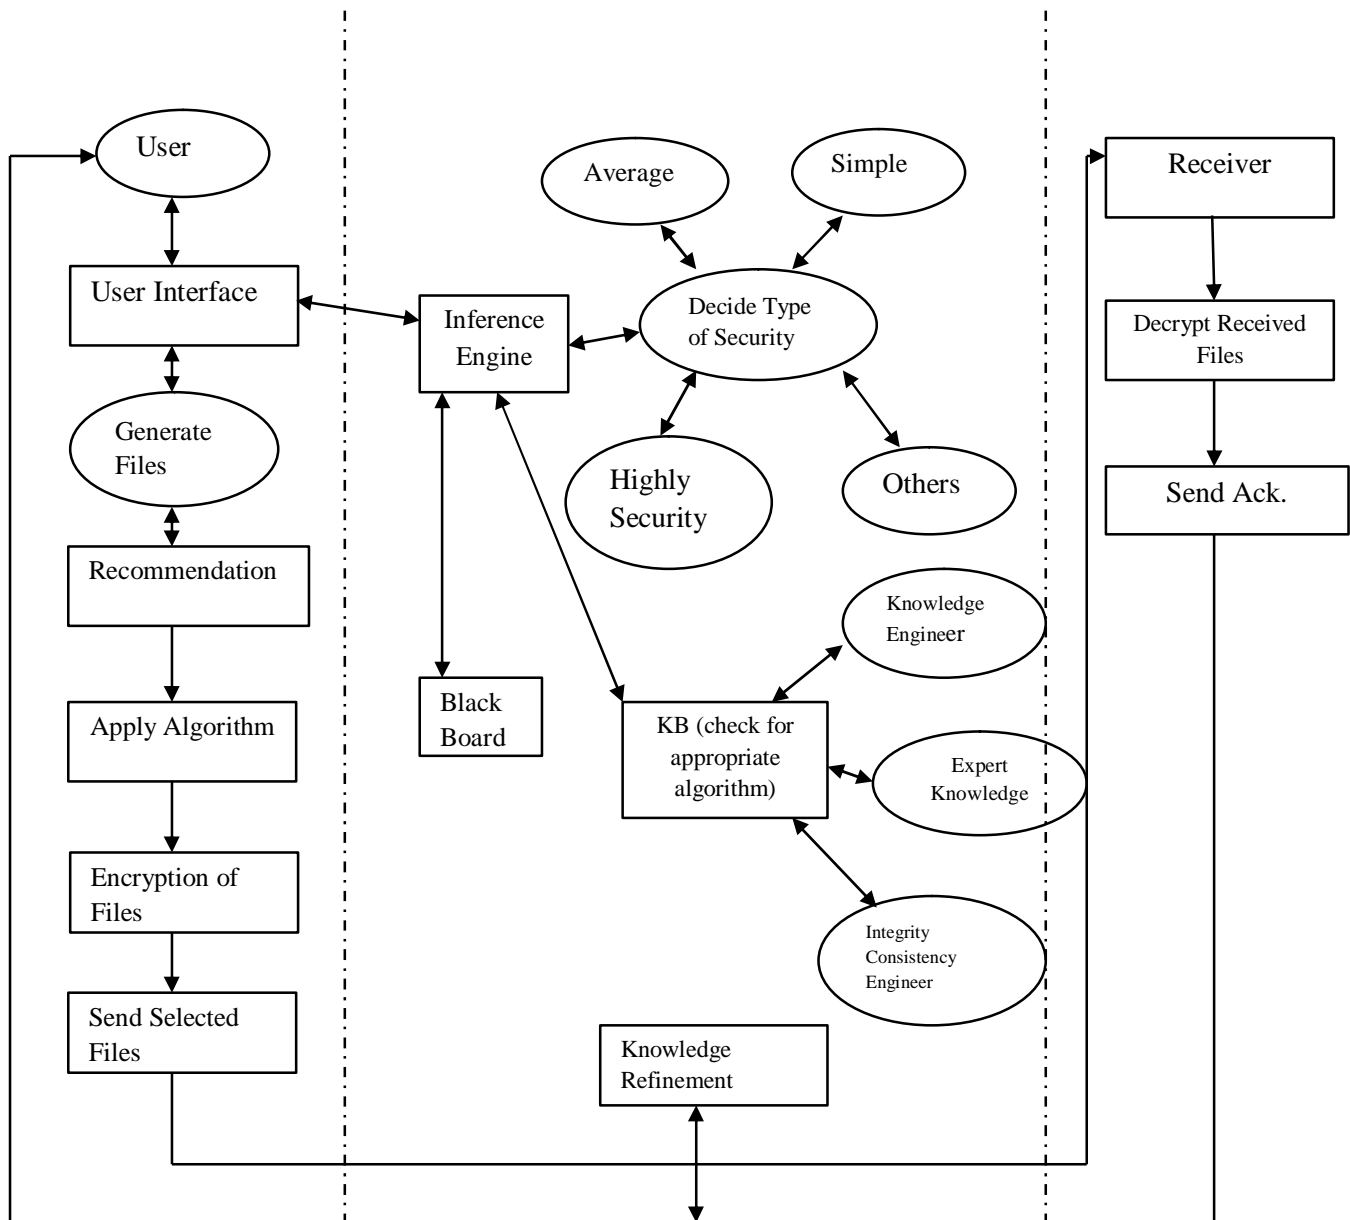 User
User Interface
Generate
Files
Recommendation
Apply Algorithm
Encryption of
Files
Send Selected
Files
Average
Simple
Inference
Engine
Decide Type
of Security
Highly
Security
Others
Black
Board
KB (check for
appropriate
algorithm)
Knowledge
Engineer
Expert
Knowledge
Integrity
Consistency
Engineer
Knowledge
Refinement
Receiver
Decrypt Received
Files
Send Ack.